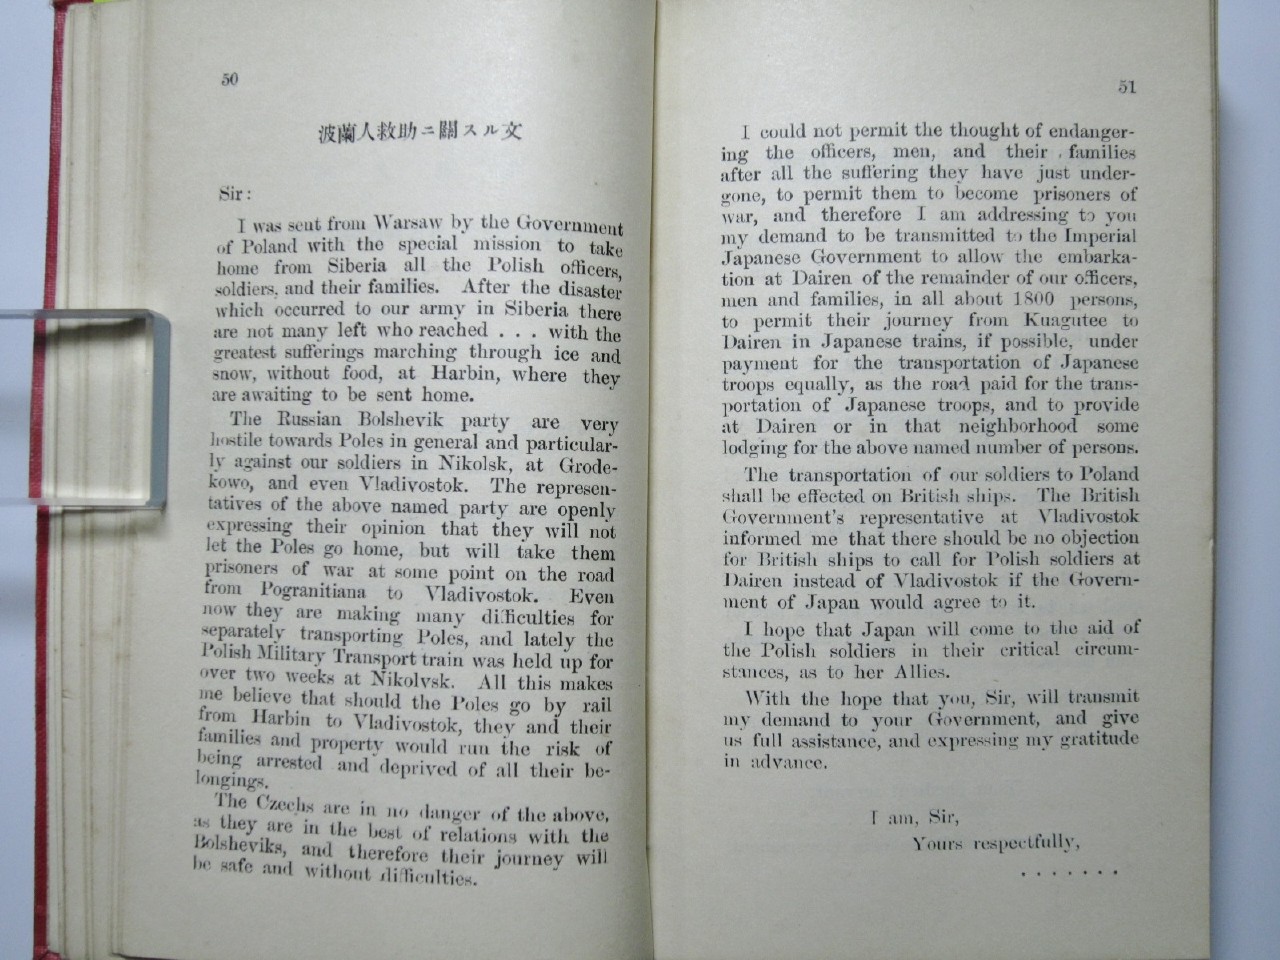 50
波蘭人救助ニ關スル文
Sir:
I was sent from Warsaw by the Government
of Poland with the special mission to take
home from Siberia all the Polish officers,
soldiers, and their families. After the disaster
which occurred to our army in Siberia there
are not many left who reached . . . with the
greatest sufferings marching through ice and
snow, without food, at Harbin, where they
are awaiting to be sent home.
The Russian Bolshevik party are very
hostile towards Poles in general and particular-
ly against our soldiers in Nikolsk, at Grode-
kowo, and even Vladivostok. The represen-
tatives of the above named party are openly
expressing their opinion that they will not
let the Poles go home, but will take them
prisoners of war at some point on the road
from Pogranitiana to Vladivostok. Even
now they are making many difficulties for
separately transporting Poles, and lately the
Polish Military Transport train was held up for
over two weeks at Nikolvsk. All this makes
me believe that should the Poles go by rail
from Harbin to Vladivostok, they and their
families and property would run the risk of
being arrested and deprived of all their be-
longings.
The Czechs are in no danger of the above,
as they are in the best of relations with the
Bolsheviks, and therefore their journey will
be safe and without difficulties.
51
I could not permit the thought of endanger-
ing the officers, men, and their families
after all the suffering they have just under-
gone, to permit them to become prisoners of
war, and therefore I am addressing to you
my demand to be transmitted to the Imperial
Japanese Government to allow the embarka-
tion at Dairen of the remainder of our officers,
men and families, in all about 1800 persons,
to permit their journey from Kuagutee to
Dairen in Japanese trains, if possible, under
payment for the transportation of Japanese
troops equally, as the road paid for the trans-
portation of Japanese troops, and to provide
at Dairen or in that neighborhood some
lodging for the above named number of persons.
The transportation of our soldiers to Poland
shall be effected on British ships. The British
Government's representative at Vladivostok
informed me that there should be no objection
for British ships to call for Polish soldiers at
Dairen instead of Vladivostok if the Govern-
ment of Japan would agree to it.
I hope that Japan will come to the aid of
the Polish soldiers in their critical circum-
stances, as to her Allies.
With the hope that you, Sir, will transmit
my demand to your Government, and give
us full assistance, and expressing my gratitude
in advance.
I am, Sir,
Yours respectfully,
. . . . . . .